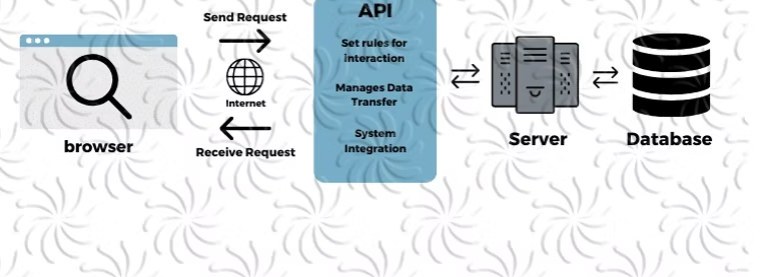 Send Request
API
Set rules for
interaction
Internet
Manages Data
Transfer
System
Integration
Receive Request
browser
Server
Database